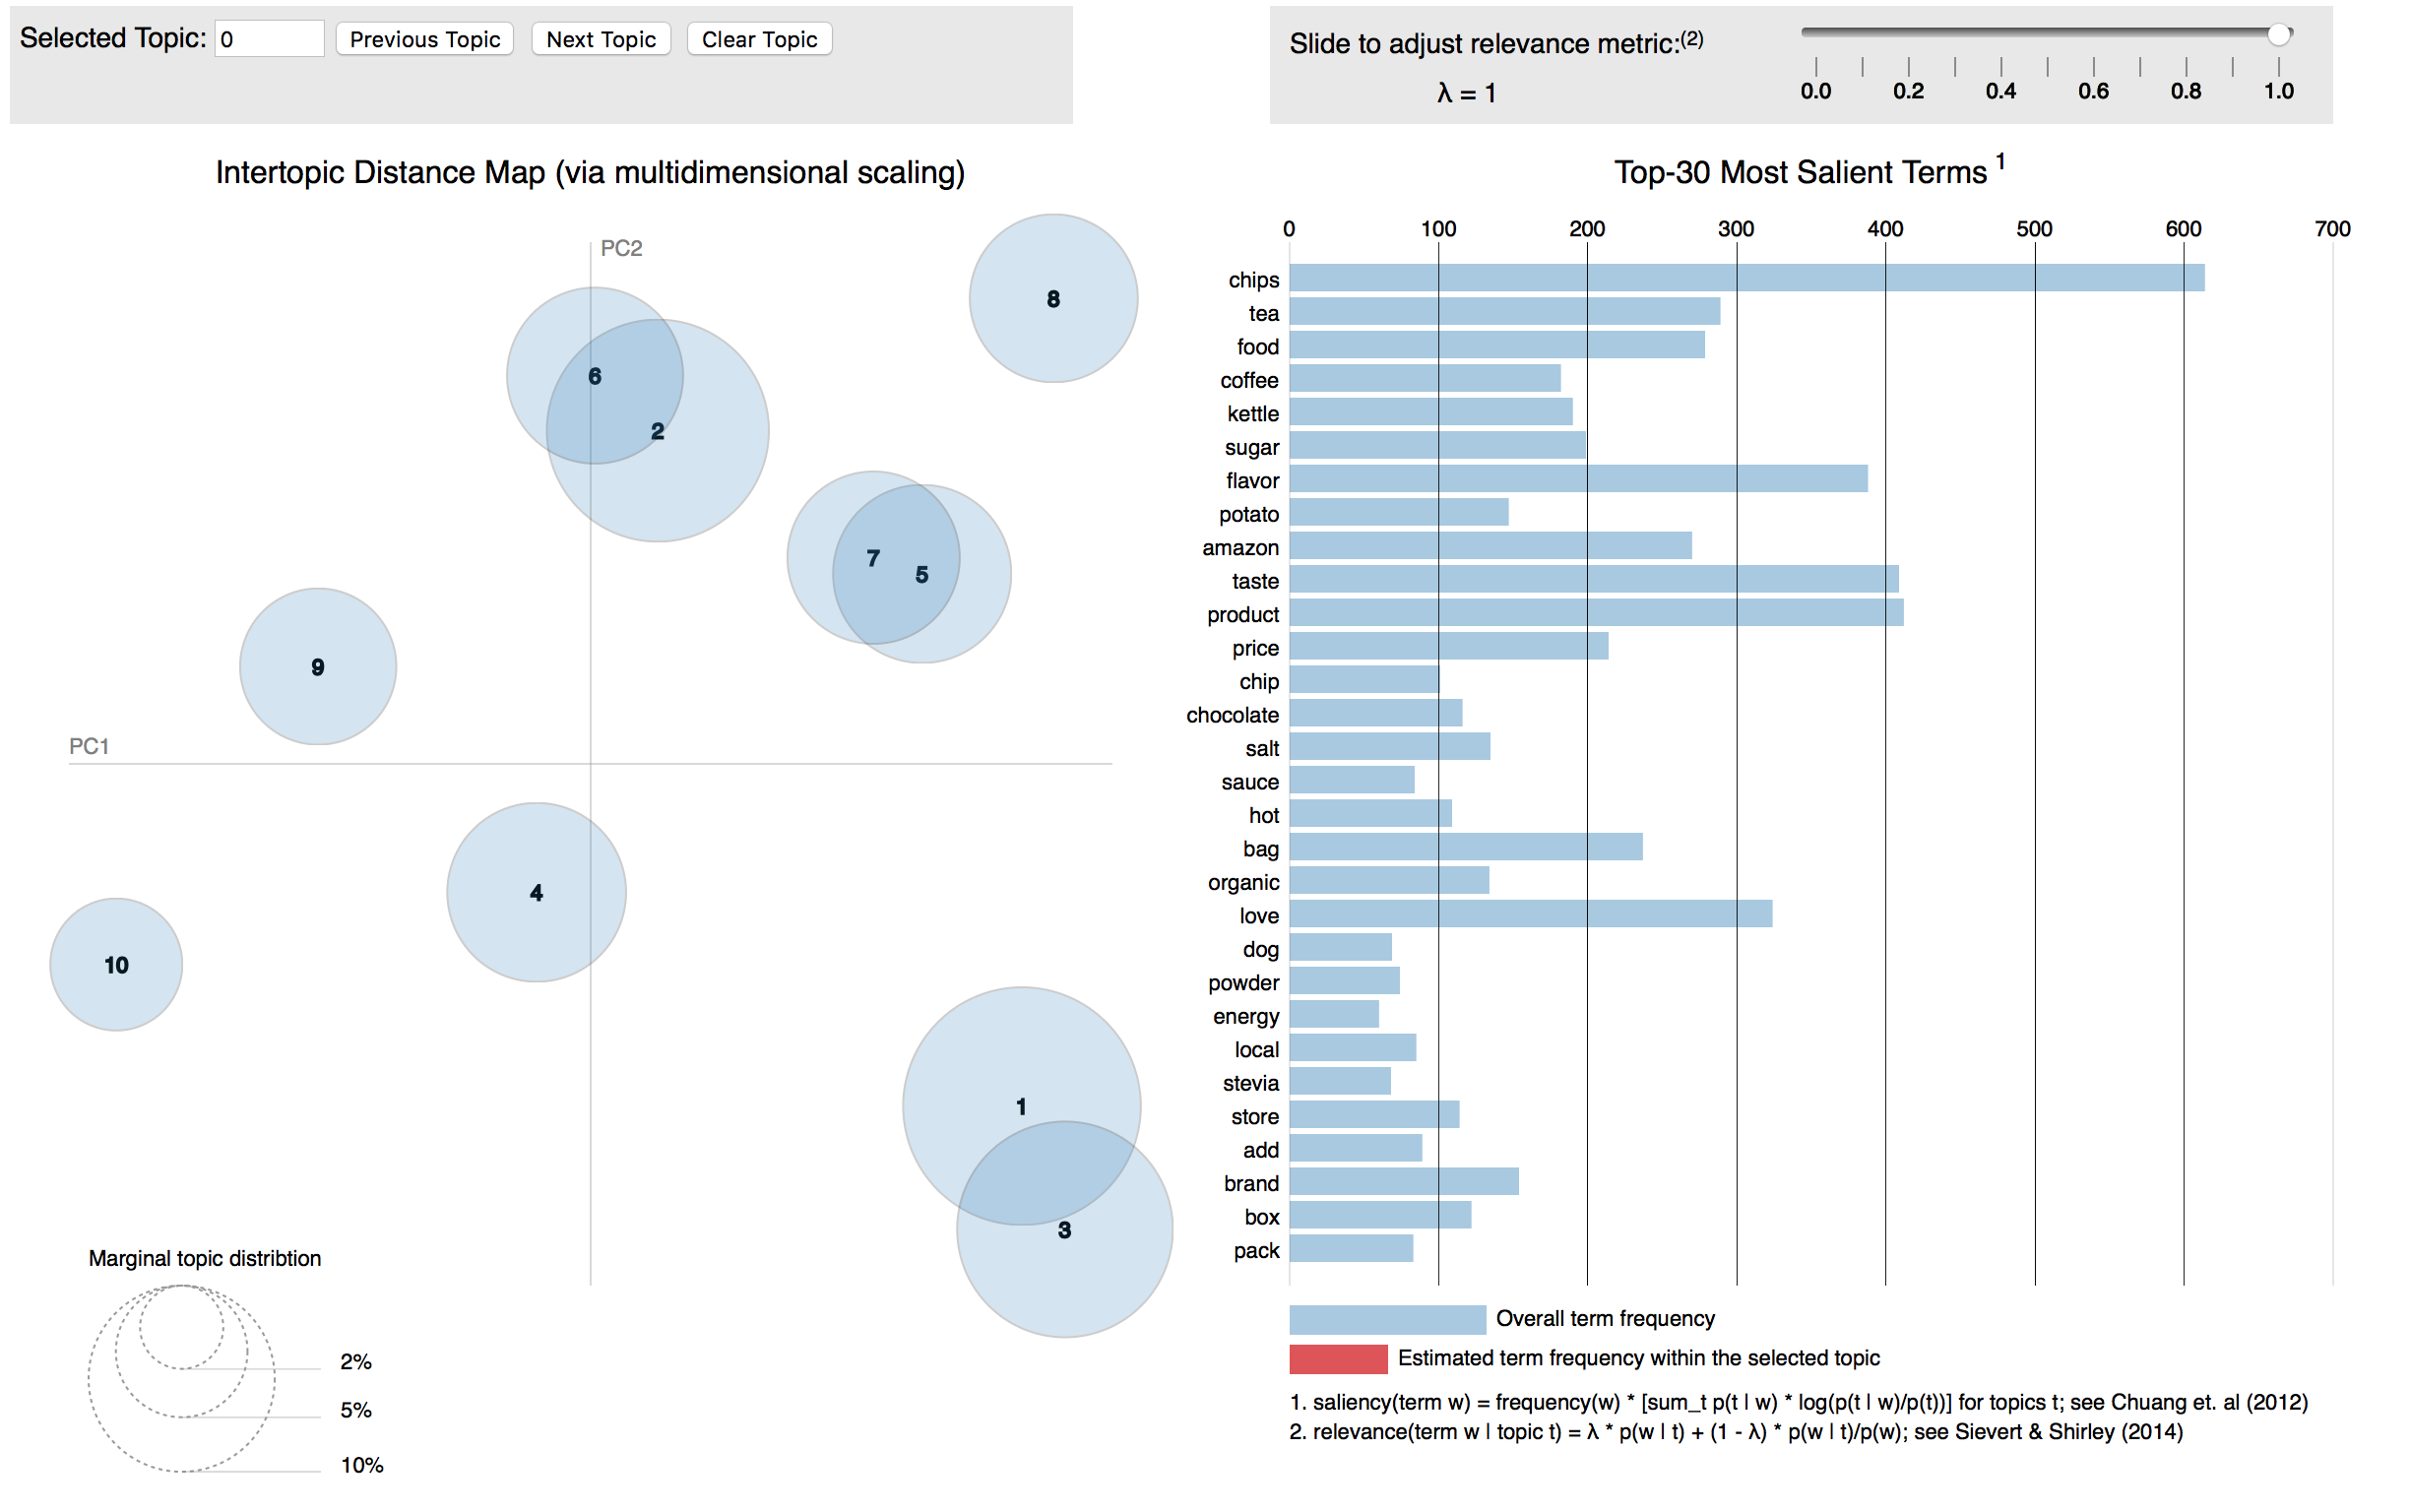 Selected Topic: 0 Previous Topic Next Topic Clear Topic
Slide to adjust relevance metric:(2)
λ = 1
0.0 0.2 0.4 0.6 0.8 1.0
Intertopic Distance Map (via multidimensional scaling)
PC2
8
6
2
7
5
9
PC1
4
10
1
3
Marginal topic distribtion
2%
5%
10%
Top-30 Most Salient Terms 1
0 100 200 300 400 500 600 700
chips
tea
food
coffee
kettle
sugar
flavor
potato
amazon
taste
product
price
chip
chocolate
salt
sauce
hot
bag
organic
love
dog
powder
energy
local
stevia
store
add
brand
box
pack
Overall term frequency
Estimated term frequency within the selected topic
1. saliency(term w) = frequency(w) * [sum_t p(t | w) * log(p(t | w)/p(t))] for topics t; see Chuang et. al (2012)
2. relevance(term w | topic t) = λ * p(w | t) + (1 - λ) * p(w | t)/p(w); see Sievert & Shirley (2014)